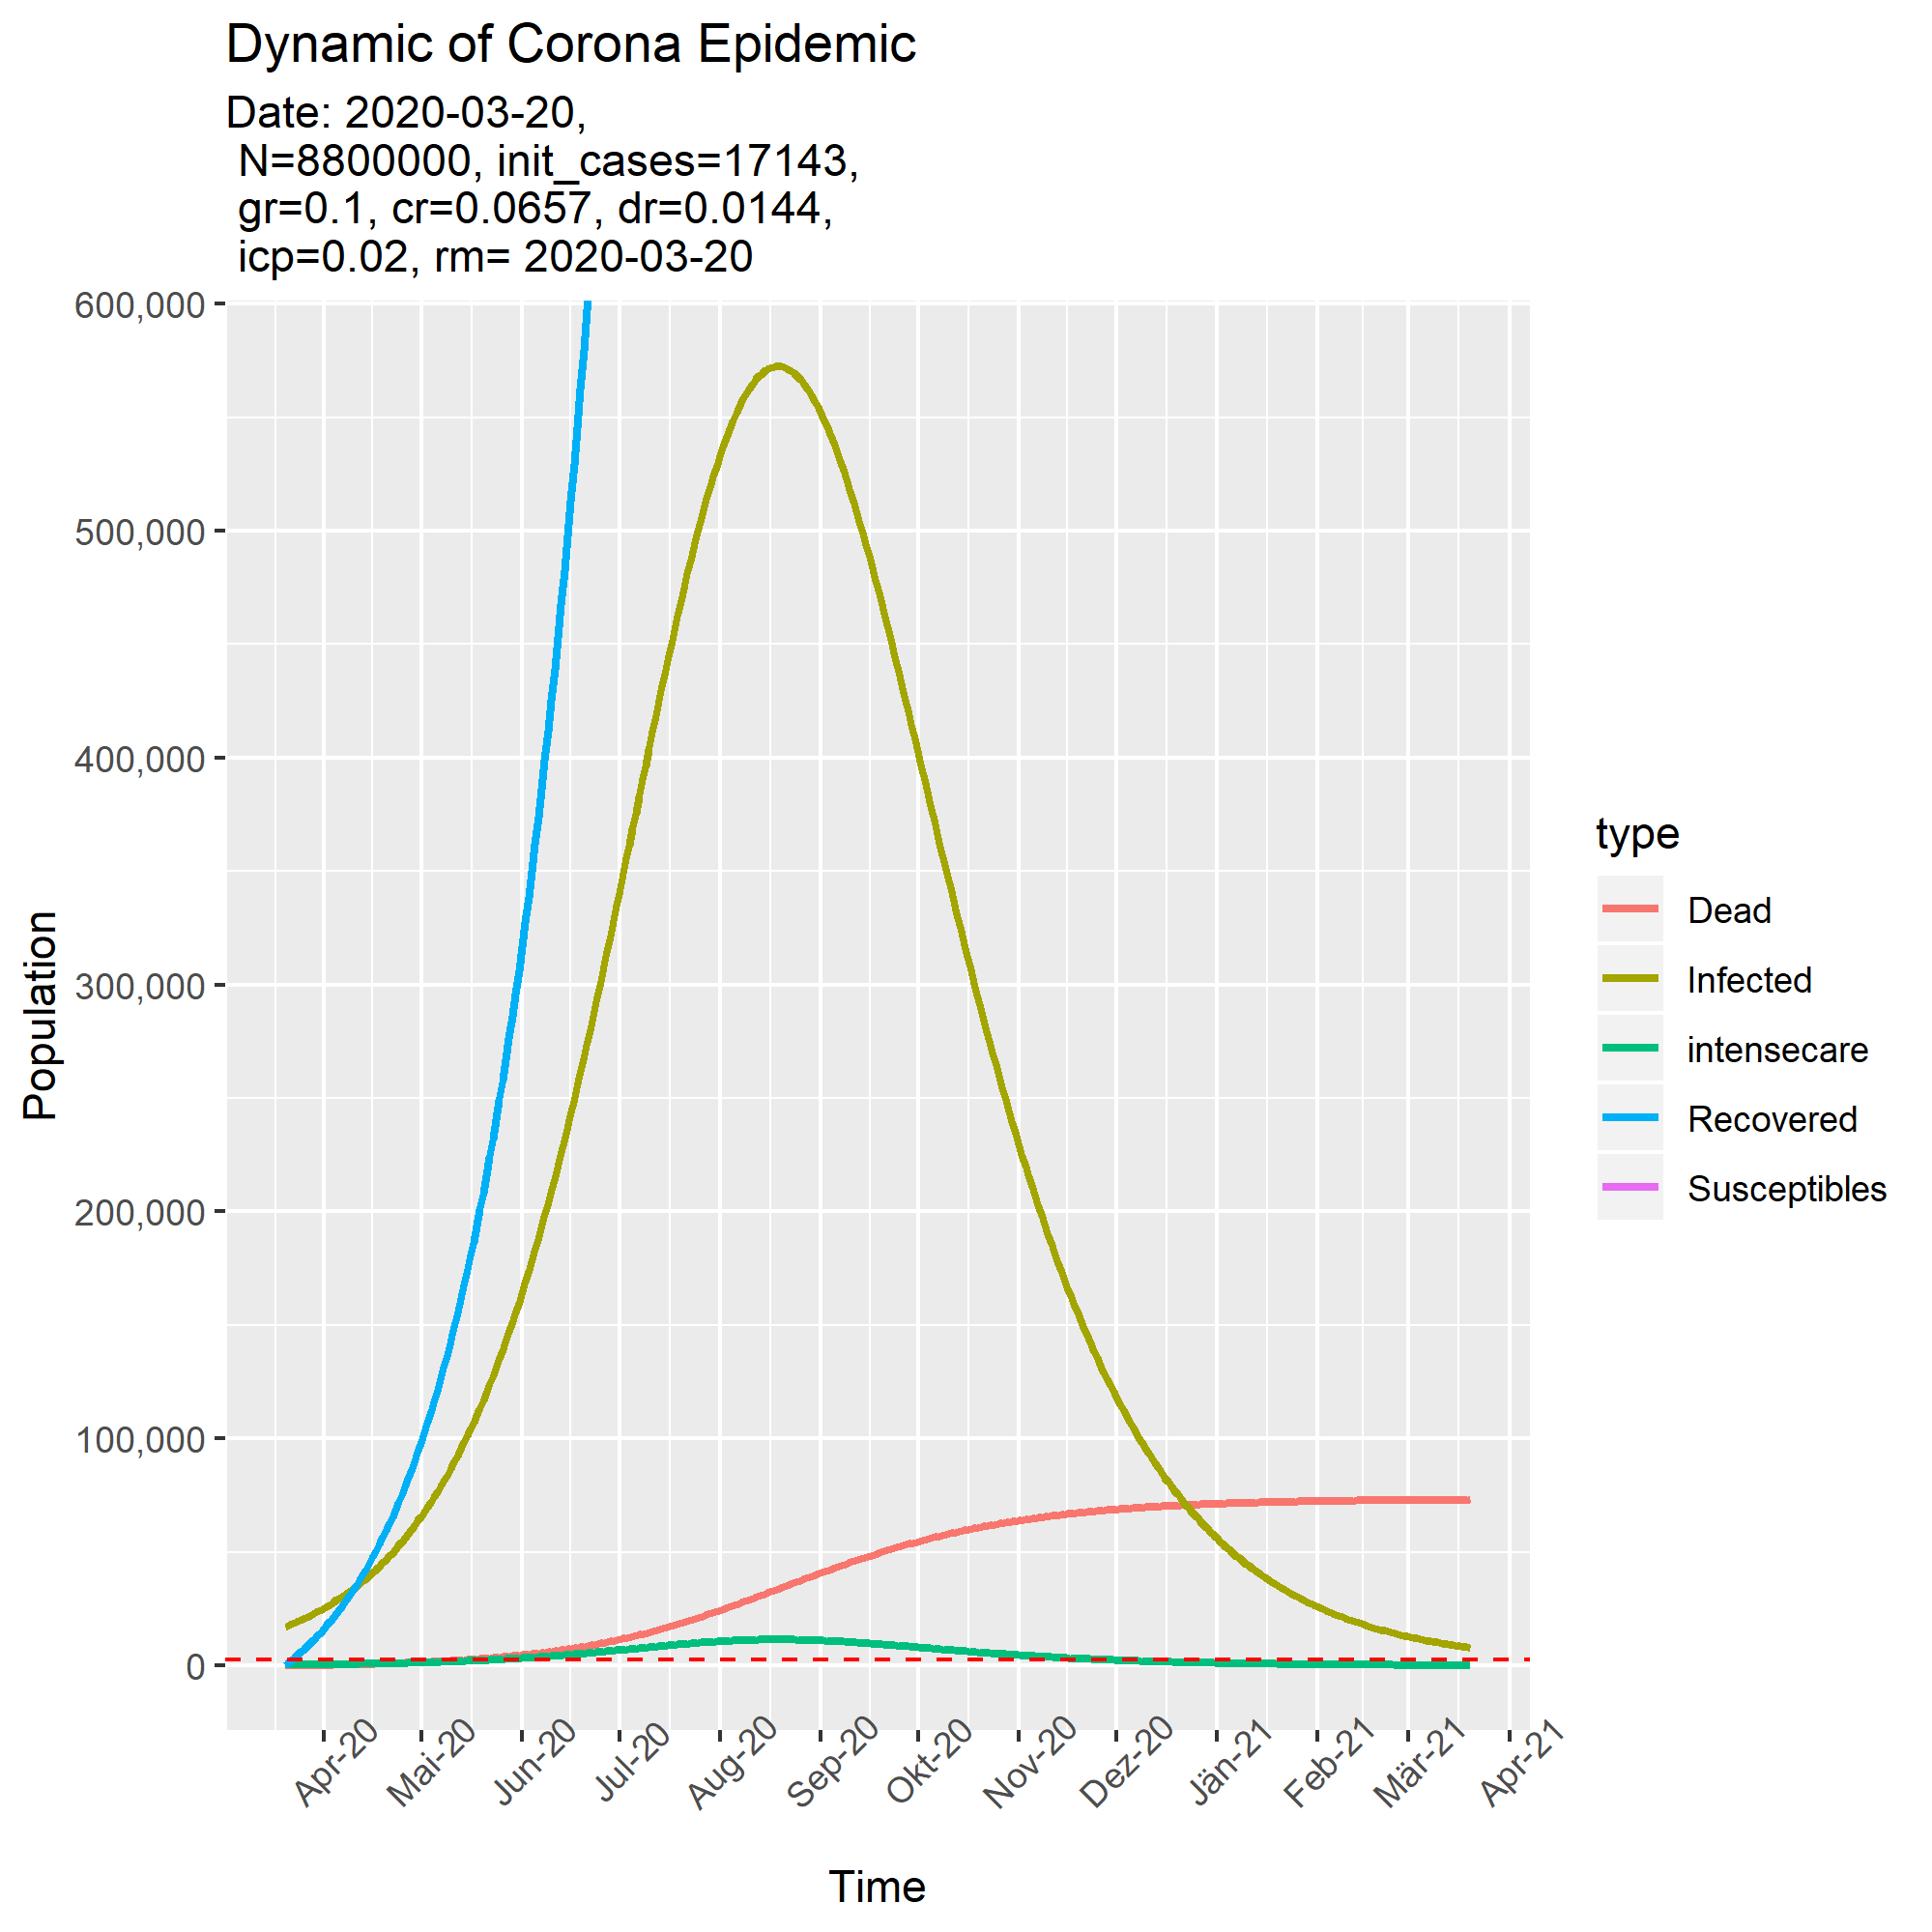 Dynamic of Corona Epidemic
Date: 2020-03-20,
N=8800000, init_cases=17143,
gr=0.1, cr=0.0657, dr=0.0144,
icp=0.02, rm= 2020-03-20
600,000
500,000
400,000
300,000
200,000
100,000
0
Population
Apr-20
Mai-20
Jun-20
Jul-20
Aug-20
Sep-20
Okt-20
Nov-20
Dez-20
Jän-21
Feb-21
Mär-21
Apr-21
Time
type
Dead
Infected
intensecare
Recovered
Susceptibles